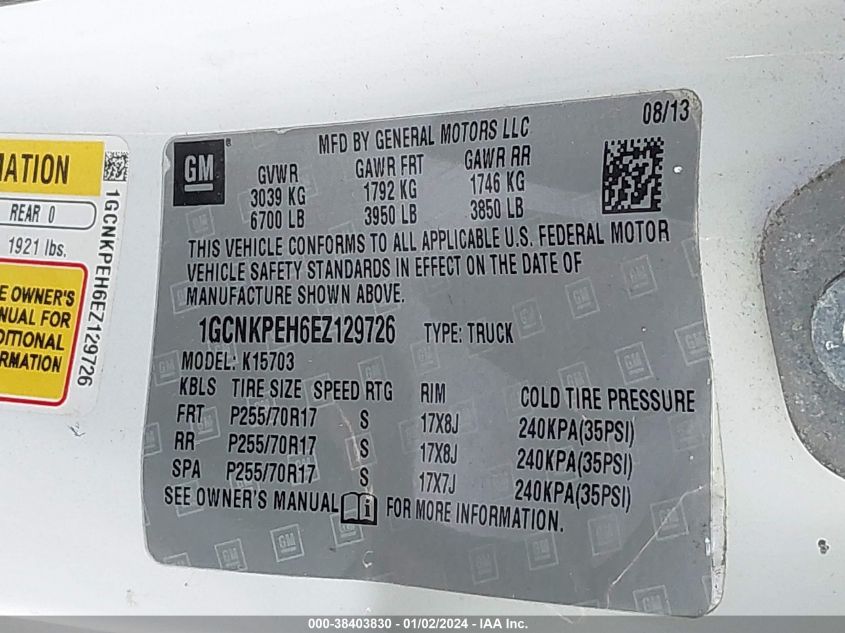 MATION
REAR 0
1921 lbs.
E OWNER'S
NUAL FOR
DITIONAL
FORMATION
1GCNKPEH6EZ129726
GM
MFD BY GENERAL MOTORS LLC
08/13
GVWR GAWR FRT GAWR RR
3039 KG 1792 KG 1746 KG
6700 LB 3950 LB 3850 LB
THIS VEHICLE CONFORMS TO ALL APPLICABLE U.S. FEDERAL MOTOR
VEHICLE SAFETY STANDARDS IN EFFECT ON THE DATE OF
MANUFACTURE SHOWN ABOVE.
1GCNKPEH6EZ129726 TYPE: TRUCK
MODEL: K15703
KBLS TIRE SIZE SPEED RTG RIM COLD TIRE PRESSURE
FRT P255/70R17 S 17X8J 240KPA(35PSI)
RR P255/70R17 S 17X8J 240KPA(35PSI)
SPA P255/70R17 S 17X7J 240KPA(35PSI)
SEE OWNER'S MANUAL i FOR MORE INFORMATION.
000-38403830 - 01/02/2024 - IAA Inc.